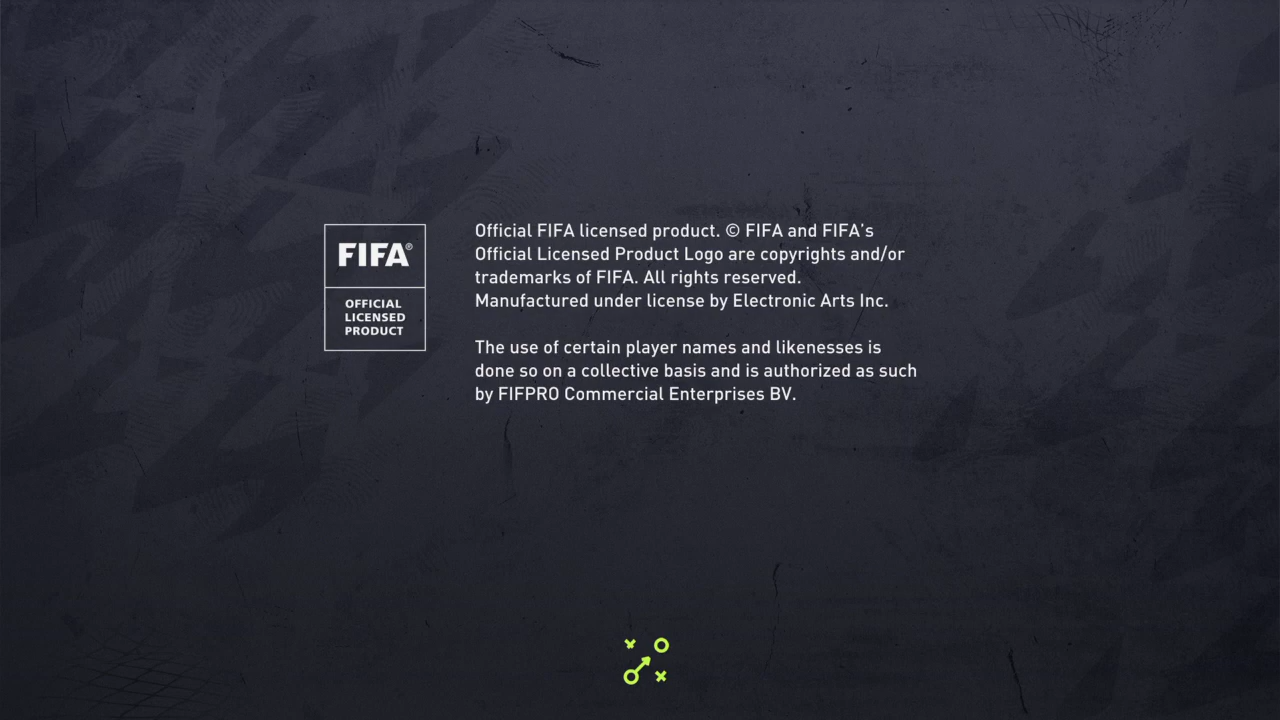 FIFA®
OFFICIAL
LICENSED
PRODUCT
Official FIFA licensed product. © FIFA and FIFA's
Official Licensed Product Logo are copyrights and/or
trademarks of FIFA. All rights reserved.
Manufactured under license by Electronic Arts Inc.
The use of certain player names and likenesses is
done so on a collective basis and is authorized as such
by FIFPRO Commercial Enterprises BV.